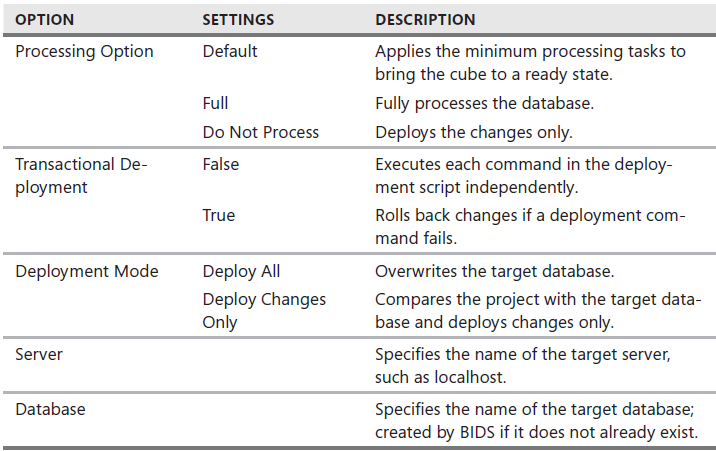 OPTION SETTINGS DESCRIPTION
Processing Option Default Applies the minimum processing tasks to
bring the cube to a ready state.
Full Fully processes the database.
Do Not Process Deploys the changes only.
Transactional De- False Executes each command in the deploy-
ployment ment script independently.
True Rolls back changes if a deployment com-
mand fails.
Deployment Mode Deploy All Overwrites the target database.
Deploy Changes Compares the project with the target data-
Only base and deploys changes only.
Server Specifies the name of the target server,
such as localhost.
Database Specifies the name of the target database;
created by BIDS if it does not already exist.